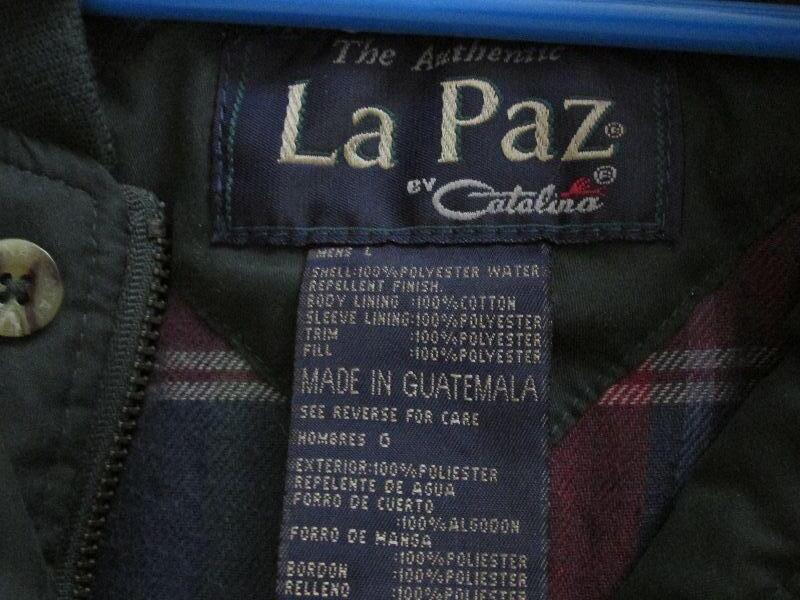 The Authentic
La Paz®
BY Catalina®
MENS L
SHELL:100%POLYESTER WATER
REPELLENT FINISH.
BODY LINING :100%COTTON
SLEEVE LINING:100%POLYESTER
TRIM :100%POLYESTER
FILL :100%POLYESTER
MADE IN GUATEMALA
SEE REVERSE FOR CARE
HOMBRES G
EXTERIOR:100%POLIESTER
REPELENTE DE AGUA
FORRO DE CUERTO
:100%ALGODON
FORRO DE MANGA
:100%POLIESTER
BORDON :100%POLIESTER
RELLENO :100%POLIESTER